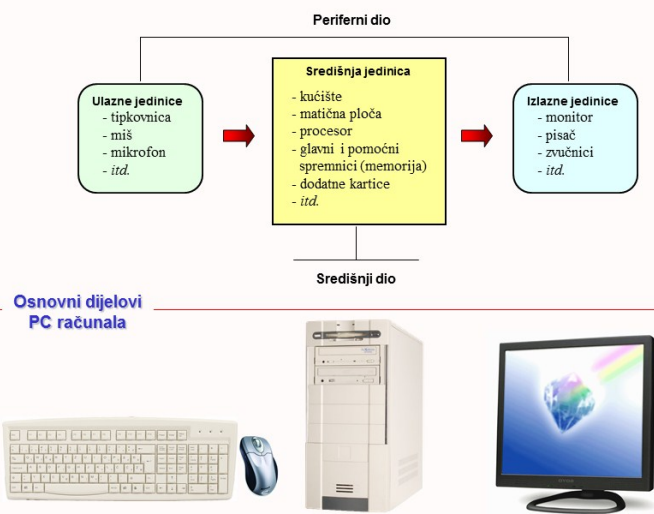 Periferni dio
Ulazne jedinice
- tipkovnica
- miš
- mikrofon
- itd.
Središnja jedinica
- kućište
- matična ploča
- procesor
- glavni i pomoćni
spremnici (memorija)
- dodatne kartice
- itd.
Izlazne jedinice
- monitor
- pisač
- zvučnici
- itd.
Središnji dio
Osnovni dijelovi
PC računala